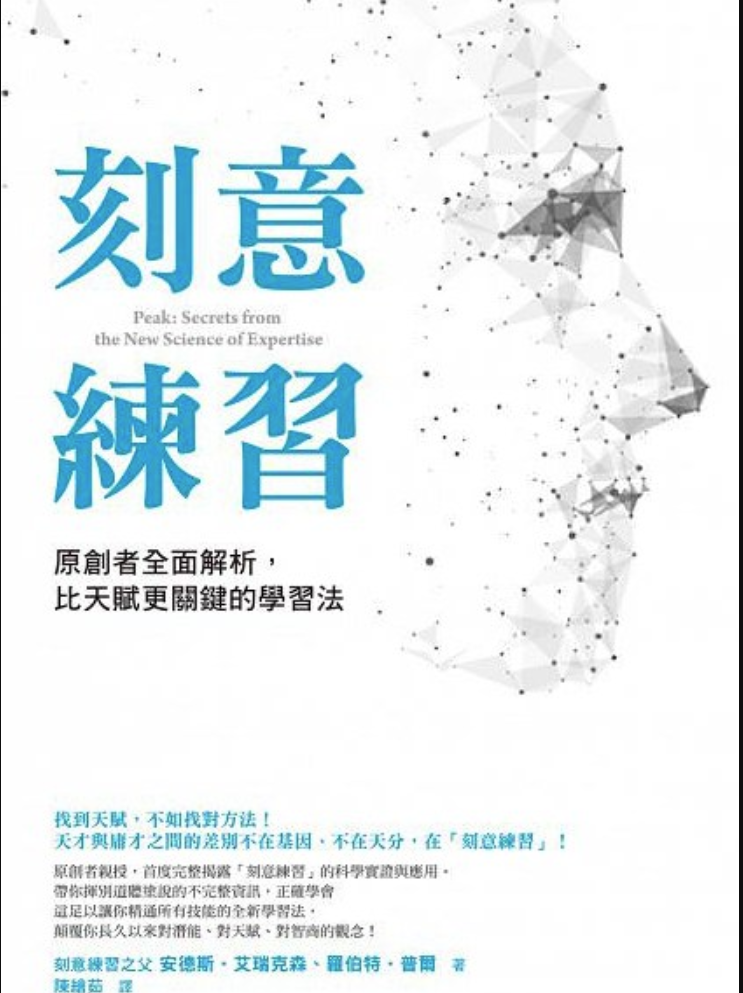 刻意
Peak: Secrets from
the New Science of Expertise
練習
原創者全面解析，
比天賦更關鍵的學習法
找到天賦，不如找對方法！
天才與庸才之間的差別不在基因、不在天分，在「刻意練習」！
原創者親授，首度完整揭露「刻意練習」的科學實證與應用。
帶你揮別道聽塗說的不完整資訊，正確學會
這足以讓你精通所有技能的全新學習法，
顛覆你長久以來對潛能、對天賦、對智商的觀念！
刻意練習之父 安德斯・艾瑞克森、羅伯特・普爾 著
陳繪茹 譯